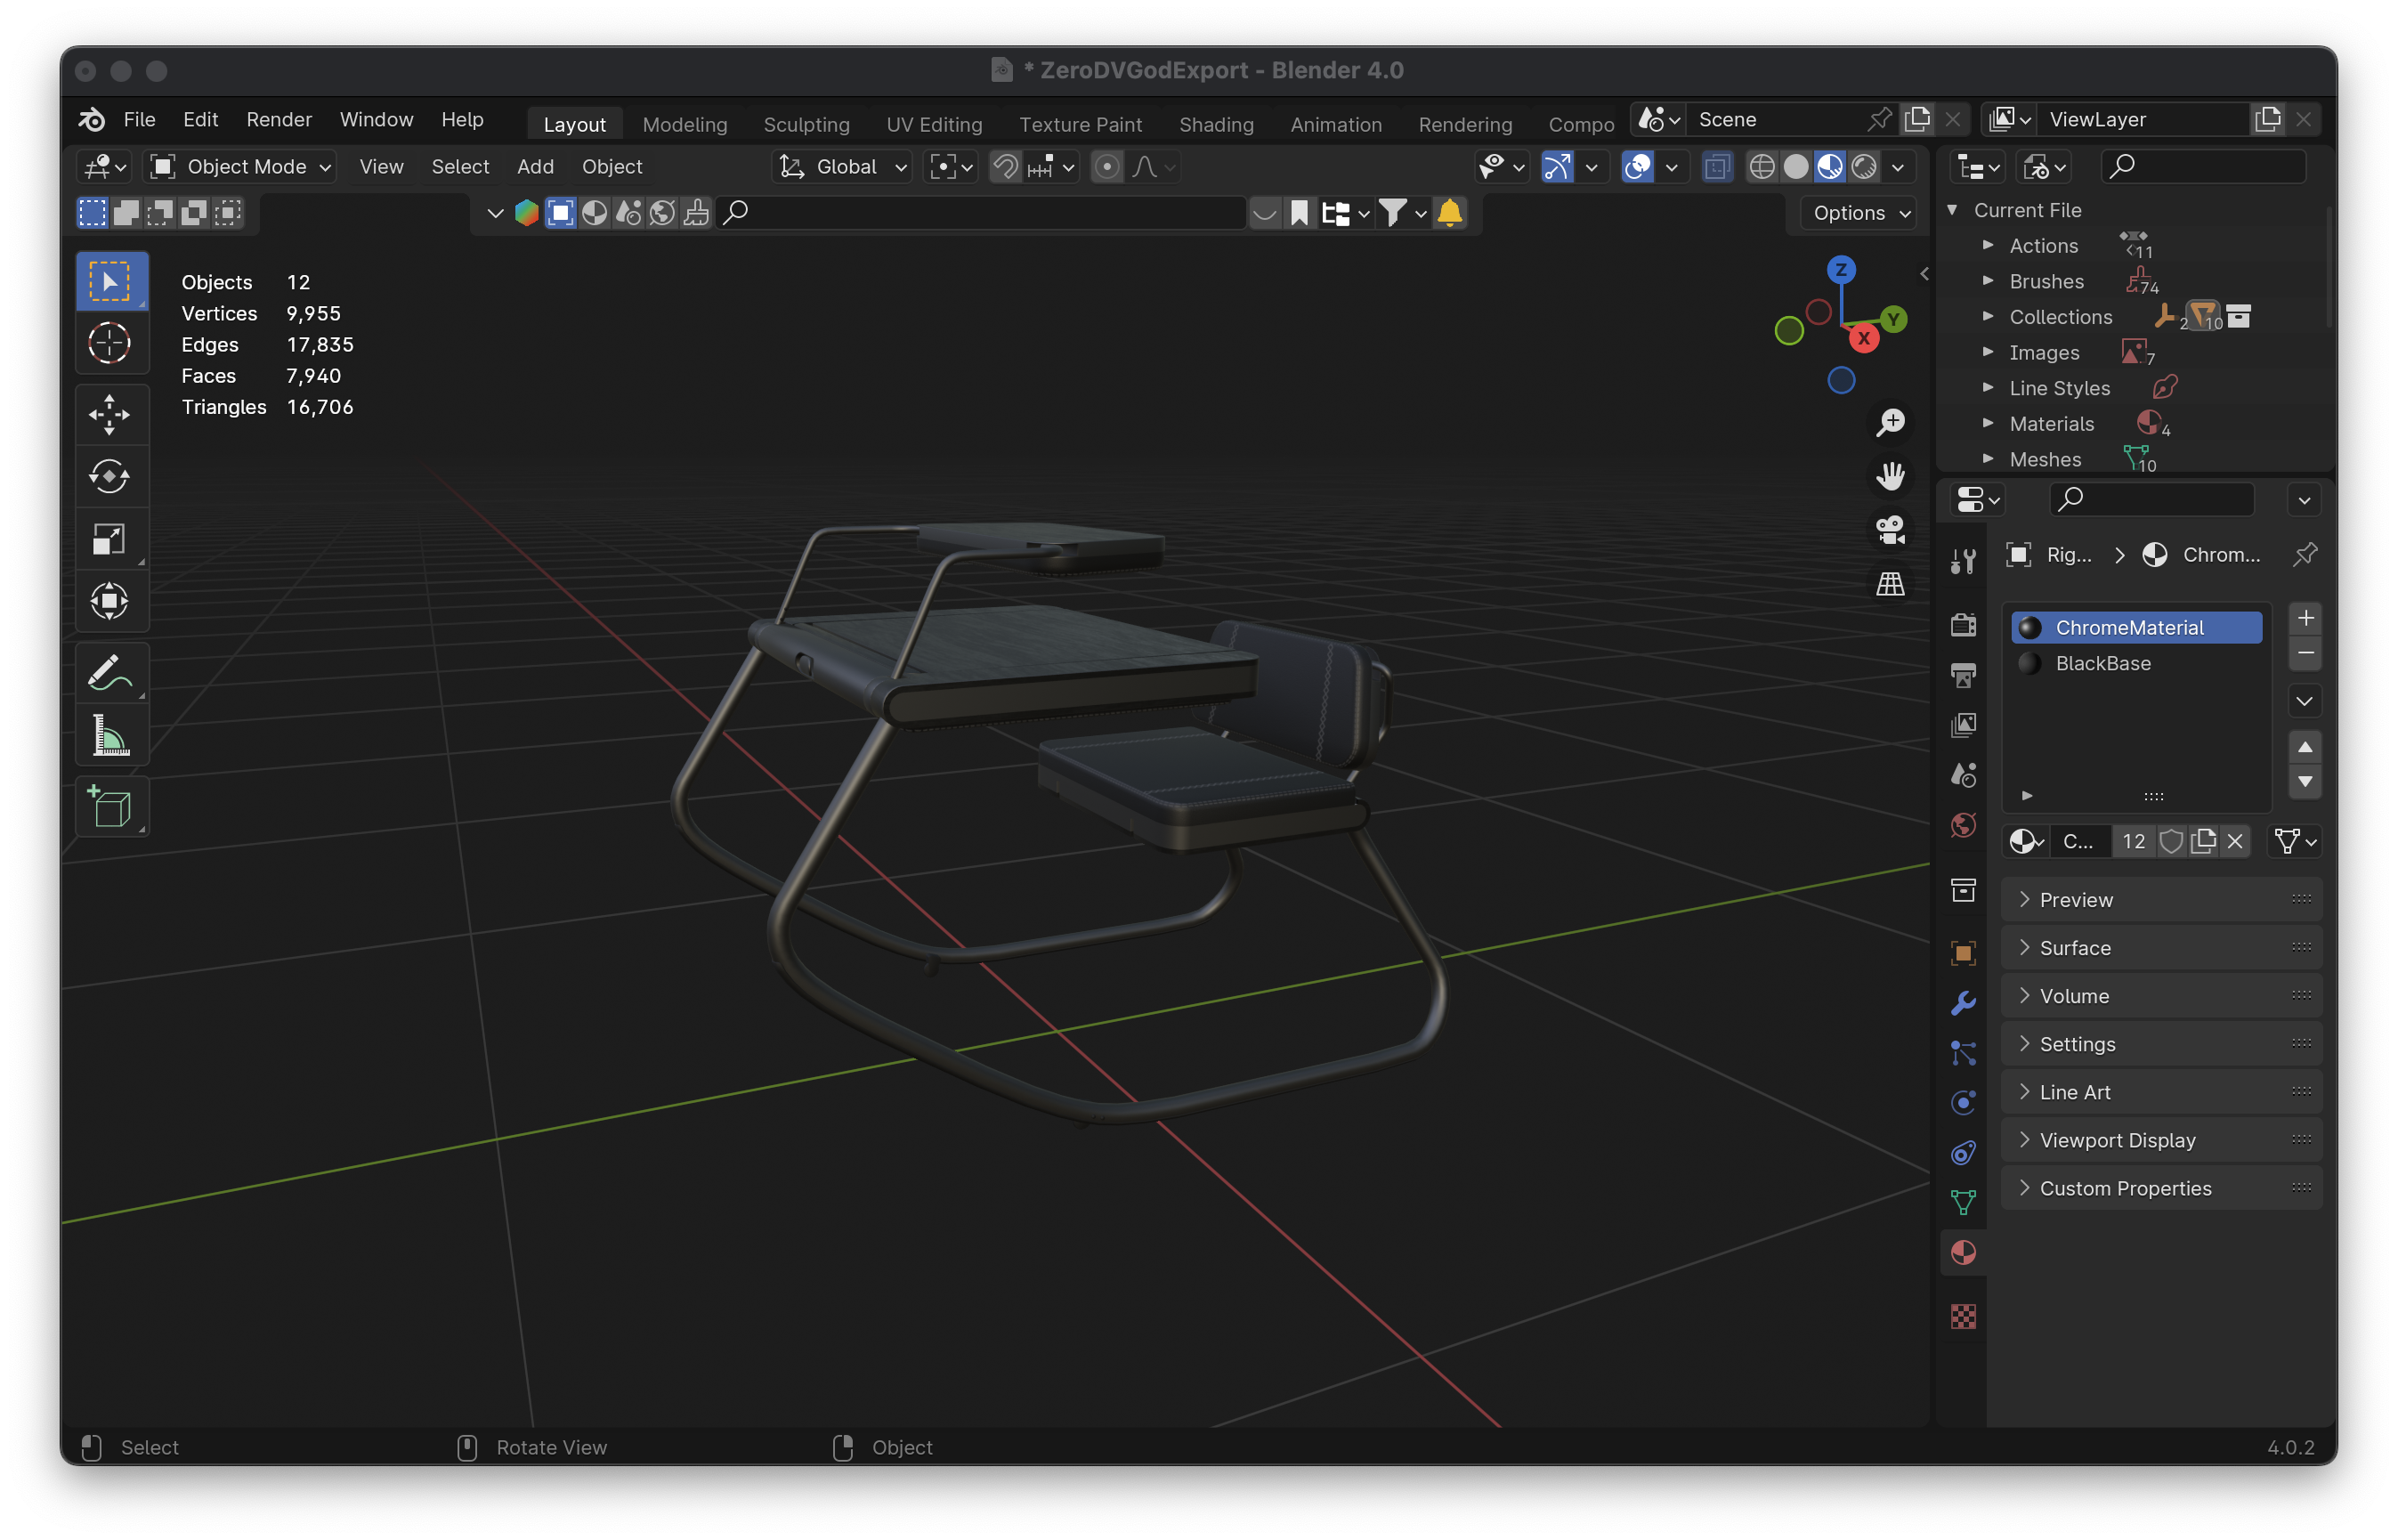 * ZeroDVGodExport - Blender 4.0
File Edit Render Window Help Layout Modeling Sculpting UV Editing Texture Paint Shading Animation Rendering Compo Scene ViewLayer
Object Mode View Select Add Object Global
Options
Objects 12
Vertices 9,955
Edges 17,835
Faces 7,940
Triangles 16,706
Z
Y
X
Current File
Actions 11
Brushes 74
Collections 2 10
Images 7
Line Styles
Materials 4
Meshes 10
Rig... Chrom...
ChromeMaterial
BlackBase
C... 12
Preview
Surface
Volume
Settings
Line Art
Viewport Display
Custom Properties
Select Rotate View Object 4.0.2